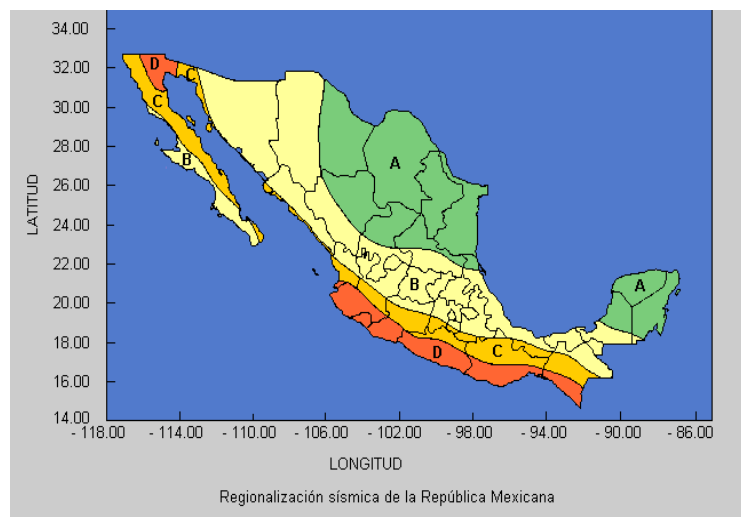 34.00
32.00
30.00
28.00
26.00
24.00
22.00
20.00
18.00
16.00
14.00
LATITUD
D
C
C
B
A
B
A
C
D
- 118.00 - 114.00 - 110.00 - 106.00 - 102.00 - 98.00 - 94.00 - 90.00 - 86.00
LONGITUD
Regionalización sísmica de la República Mexicana